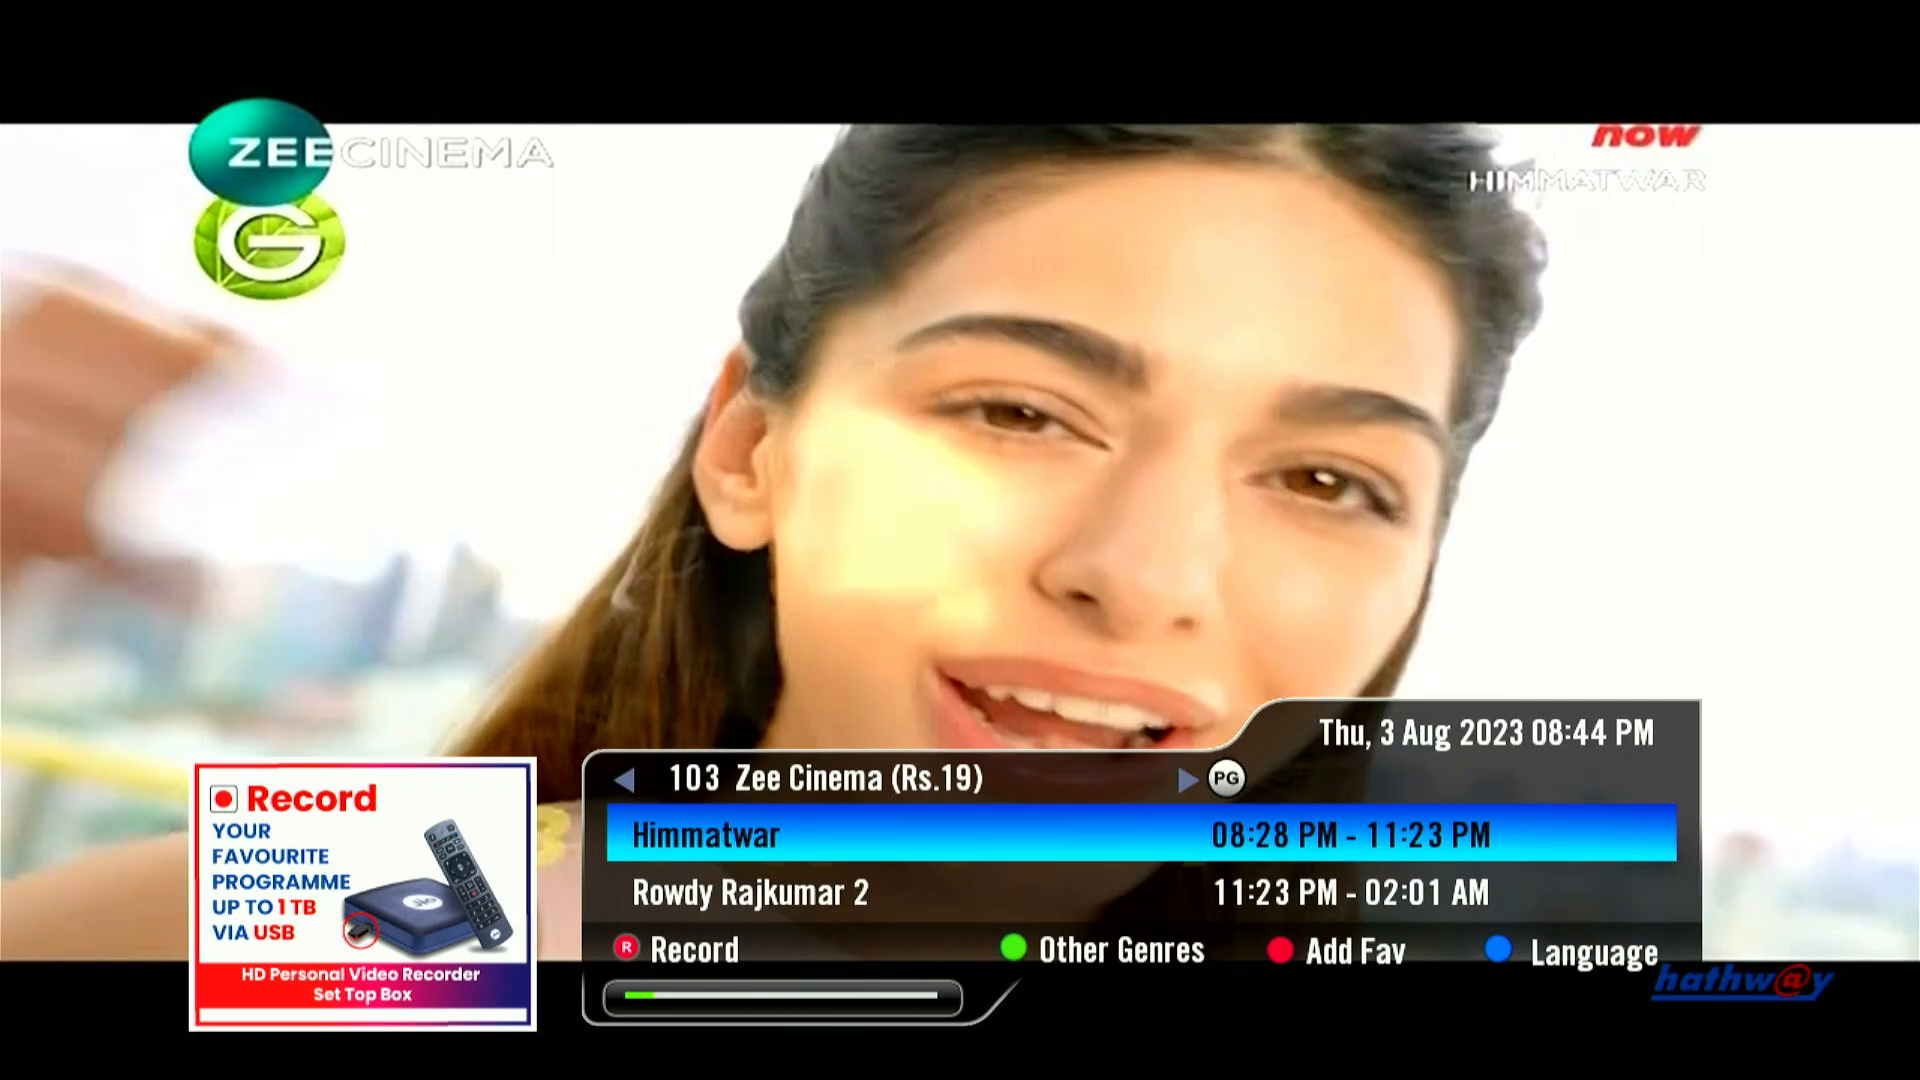 ZEE CINEMA
G
now
HIMMATWAR
Thu, 3 Aug 2023 08:44 PM
103 Zee Cinema (Rs.19)
PG
Himmatwar 08:28 PM - 11:23 PM
Rowdy Rajkumar 2 11:23 PM - 02:01 AM
R Record Other Genres Add Fav Language
Record
YOUR
FAVOURITE
PROGRAMME
UP TO 1 TB
VIA USB
Jio
HD Personal Video Recorder
Set Top Box
hathw@y